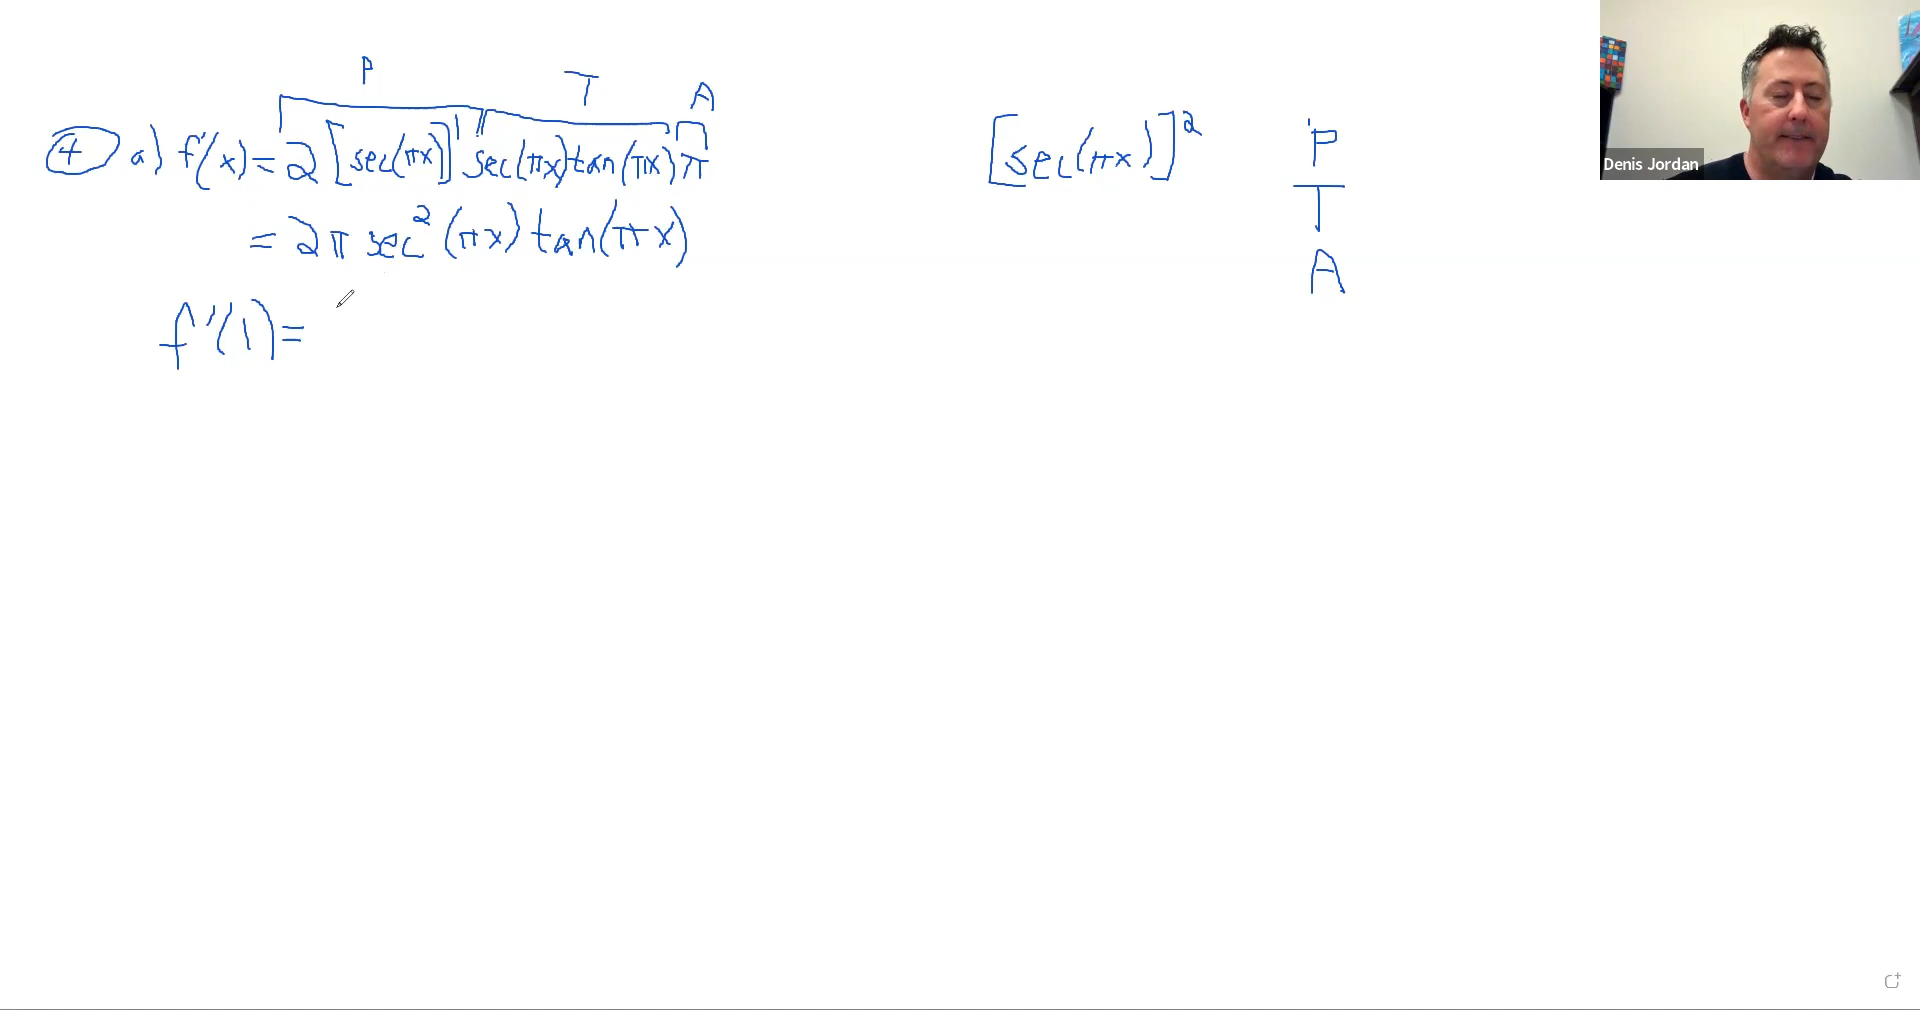 P T A
④ a) f'(x) = 2 [sec(πx)]¹ sec(πx) tan(πx) π
= 2π sec² (πx) tan(πx)
f'(1) =
[sec(πx)]²
P
T
A
Denis Jordan